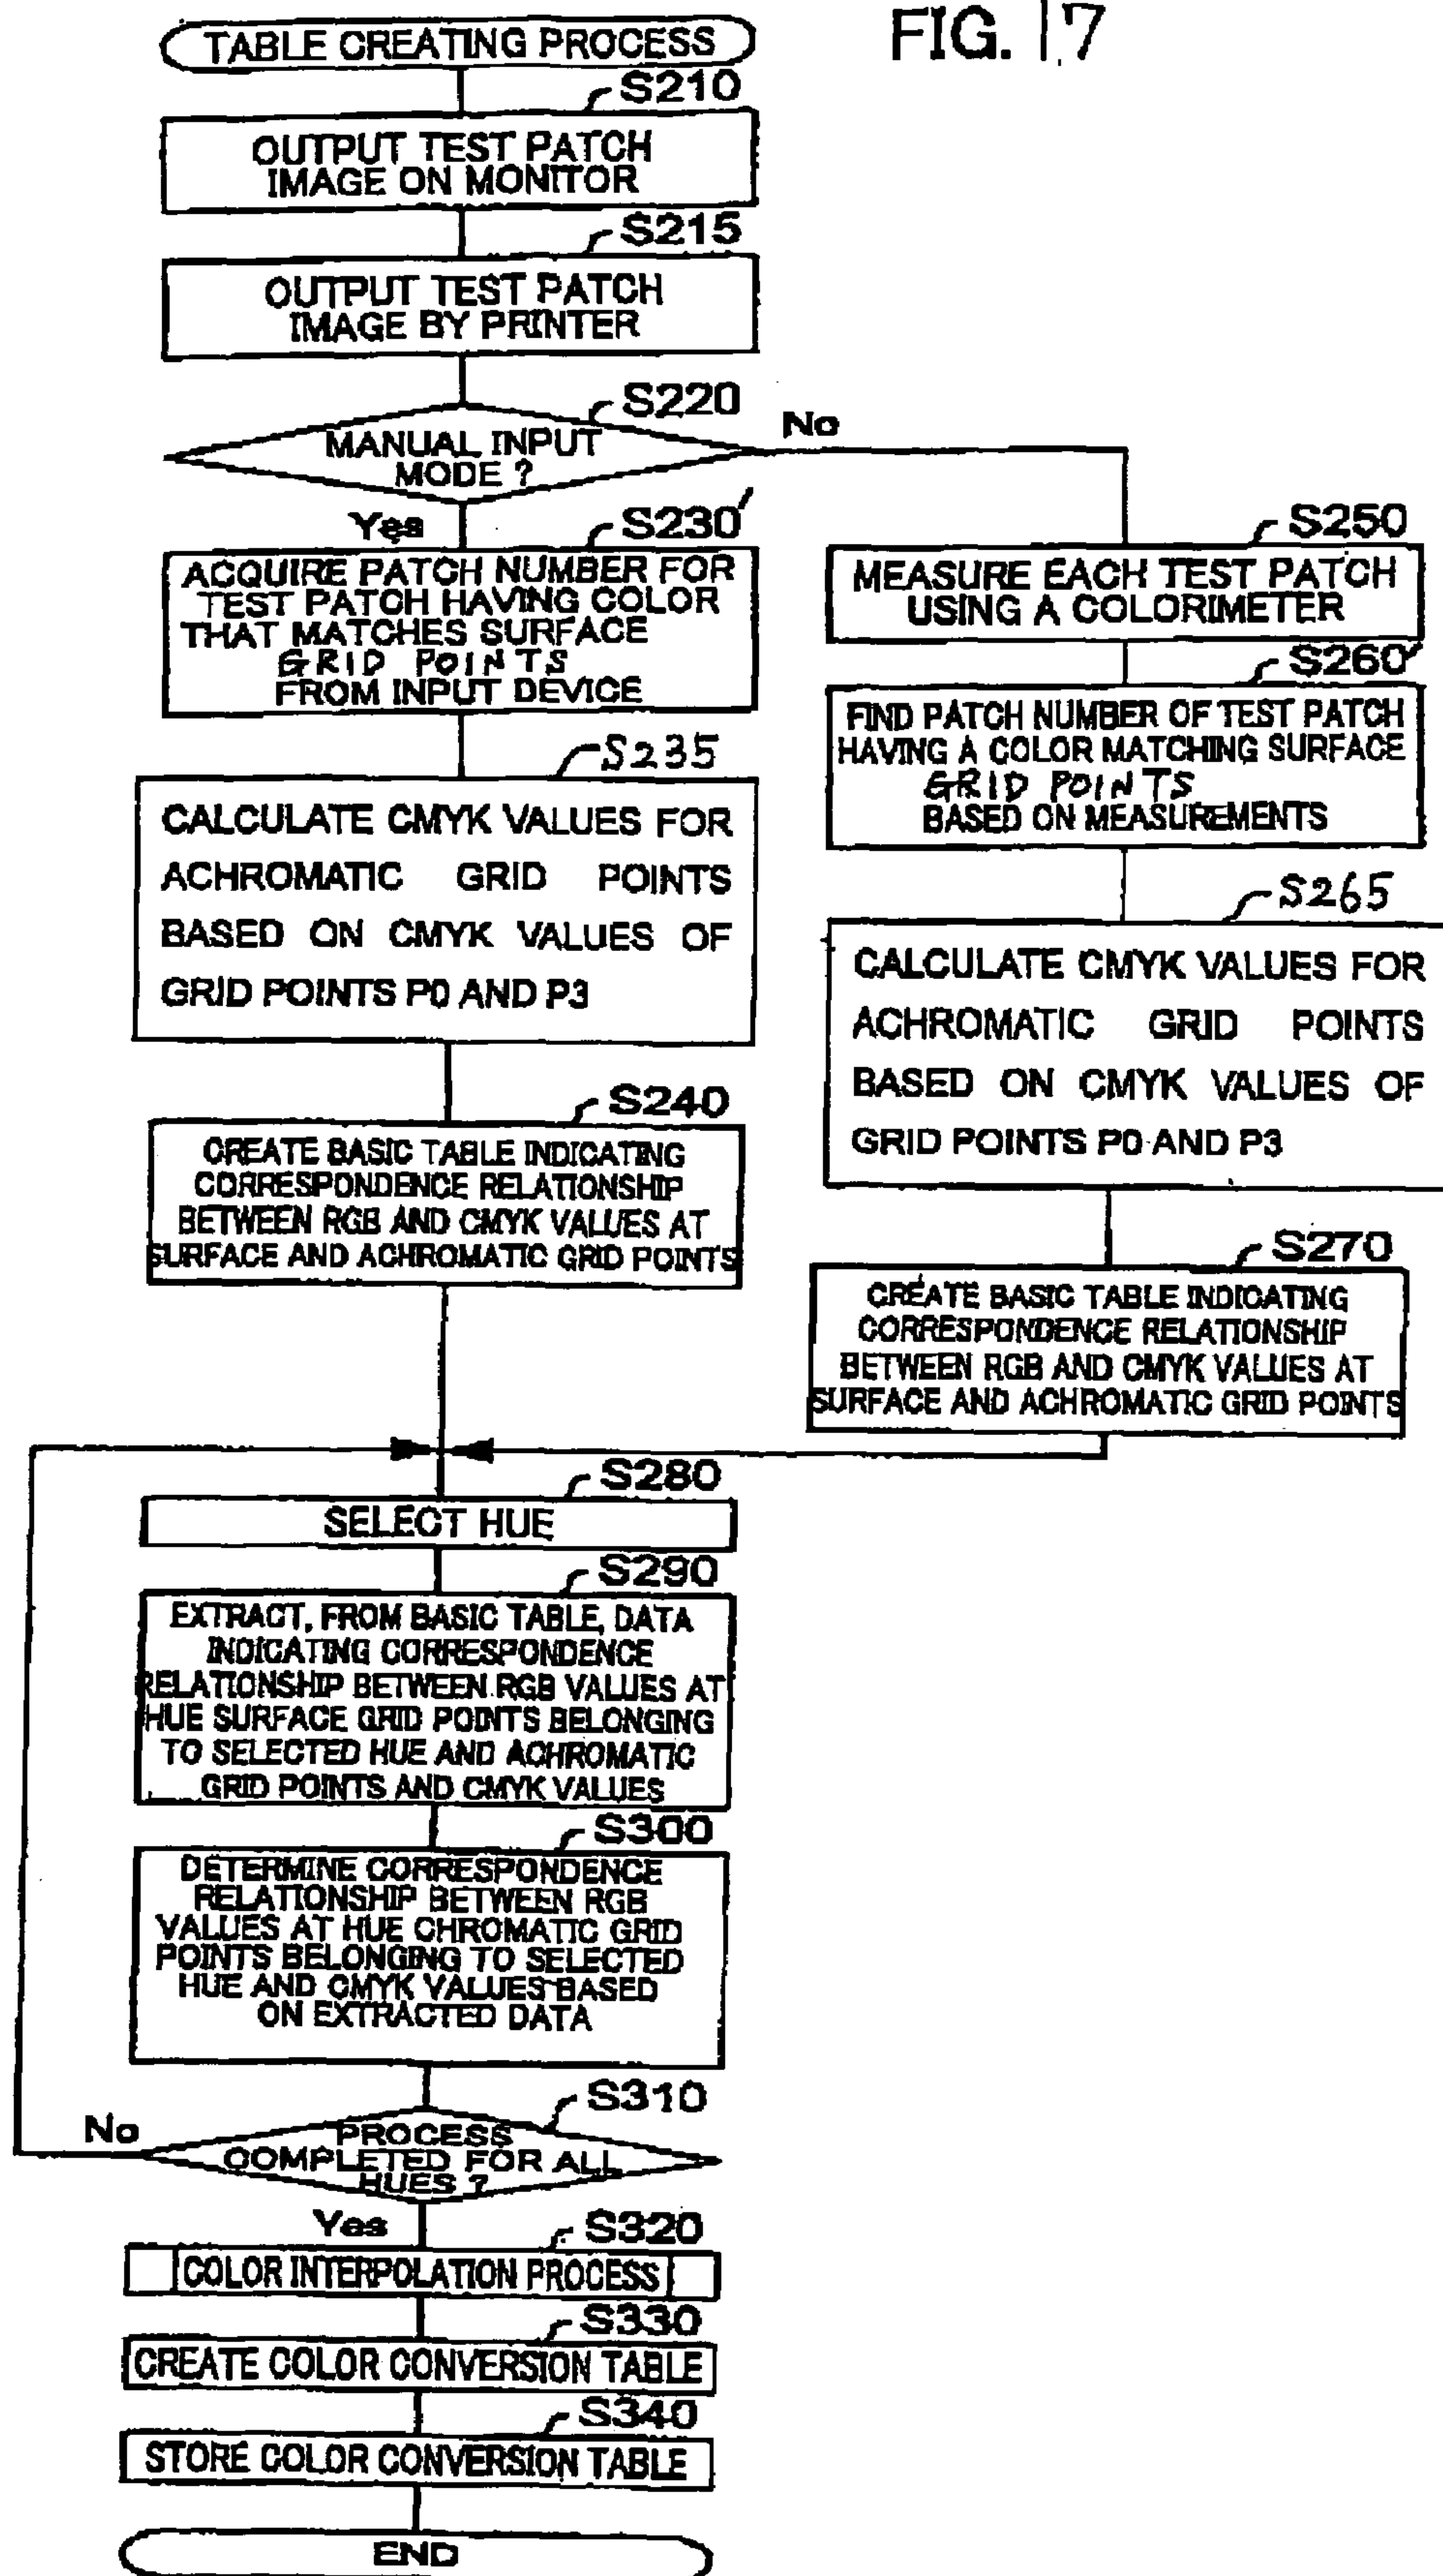 FIG. 17
TABLE CREATING PROCESS
S210
OUTPUT TEST PATCH
IMAGE ON MONITOR
S215
OUTPUT TEST PATCH
IMAGE BY PRINTER
S220
MANUAL INPUT
MODE ?
No
Yes
S230'
ACQUIRE PATCH NUMBER FOR
TEST PATCH HAVING COLOR
THAT MATCHES SURFACE
GRID POINTS
FROM INPUT DEVICE
S235
CALCULATE CMYK VALUES FOR
ACHROMATIC GRID POINTS
BASED ON CMYK VALUES OF
GRID POINTS P0 AND P3
S240
CREATE BASIC TABLE INDICATING
CORRESPONDENCE RELATIONSHIP
BETWEEN RGB AND CMYK VALUES AT
SURFACE AND ACHROMATIC GRID POINTS
S250
MEASURE EACH TEST PATCH
USING A COLORIMETER
S260'
FIND PATCH NUMBER OF TEST PATCH
HAVING A COLOR MATCHING SURFACE
GRID POINTS
BASED ON MEASUREMENTS
S265
CALCULATE CMYK VALUES FOR
ACHROMATIC GRID POINTS
BASED ON CMYK VALUES OF
GRID POINTS P0 AND P3
S270
CREATE BASIC TABLE INDICATING
CORRESPONDENCE RELATIONSHIP
BETWEEN RGB AND CMYK VALUES AT
SURFACE AND ACHROMATIC GRID POINTS
S280
SELECT HUE
S290
EXTRACT, FROM BASIC TABLE, DATA
INDICATING CORRESPONDENCE
RELATIONSHIP BETWEEN RGB VALUES AT
HUE SURFACE GRID POINTS BELONGING
TO SELECTED HUE AND ACHROMATIC
GRID POINTS AND CMYK VALUES
S300
DETERMINE CORRESPONDENCE
RELATIONSHIP BETWEEN RGB
VALUES AT HUE CHROMATIC GRID
POINTS BELONGING TO SELECTED
HUE AND CMYK VALUES BASED
ON EXTRACTED DATA
S310
PROCESS
COMPLETED FOR ALL
HUES ?
No
Yes
S320
COLOR INTERPOLATION PROCESS
S330
CREATE COLOR CONVERSION TABLE
S340
STORE COLOR CONVERSION TABLE
END